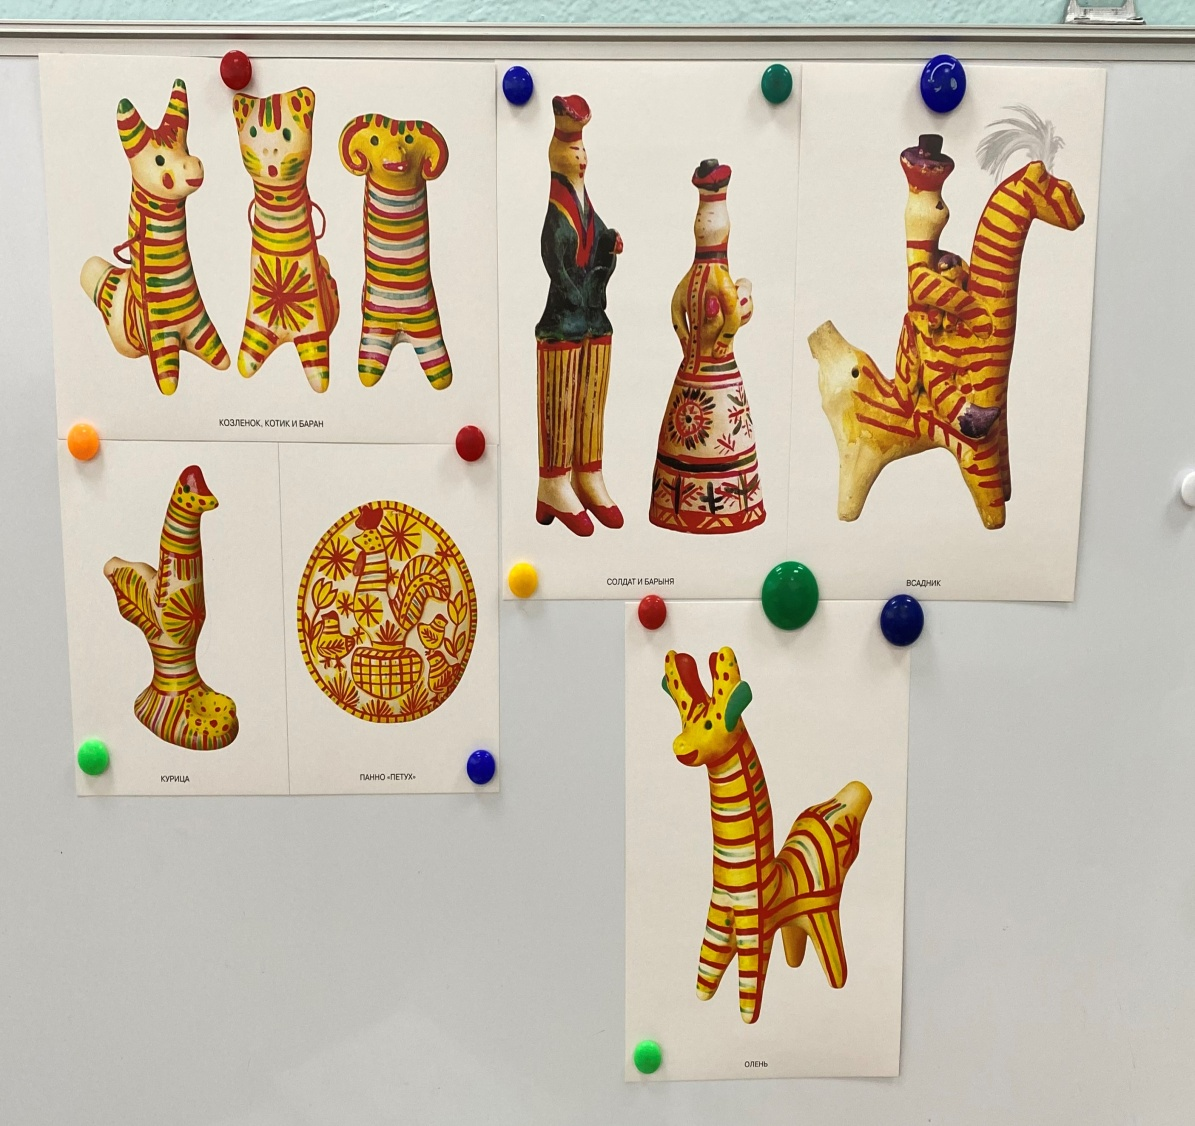 КОЗЛЕНОК, КОТИК И БАРАН
СОЛДАТ И БАРЫНЯ
ВСАДНИК
КУРИЦА
ПАННО «ПЕТУХ»
ОЛЕНЬ